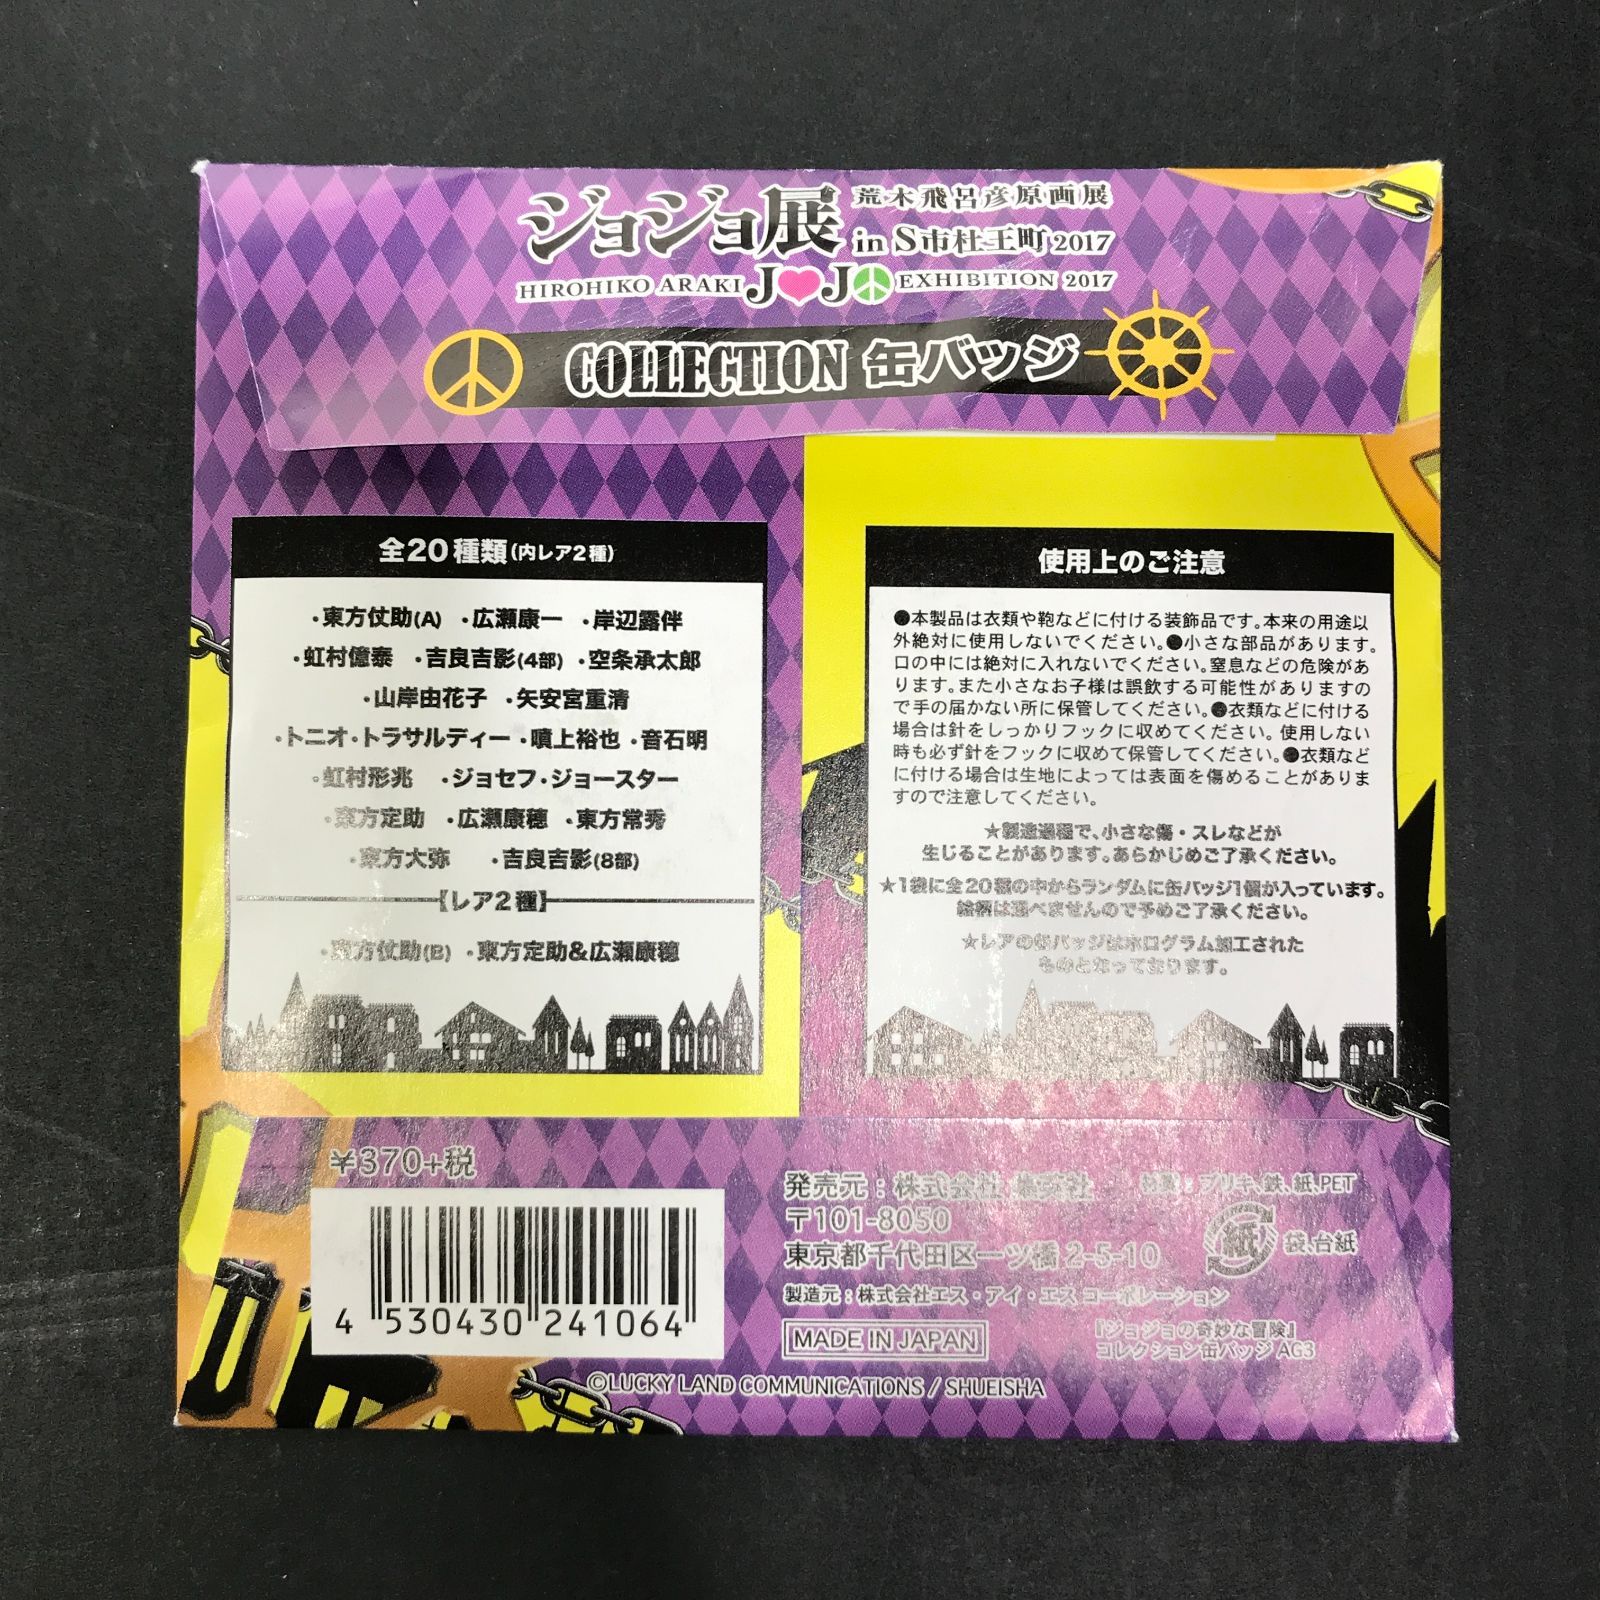 ジョジョ展 荒木飛呂彦原画展
in S市杜王町 2017
HIROHIKO ARAKI JOJO EXHIBITION 2017
COLLECTION 缶バッジ
全20種類(内レア2種)
・東方仗助(A) ・広瀬康一 ・岸辺露伴
・虹村億泰 ・吉良吉影(4部) ・空条承太郎
・山岸由花子 ・矢安宮重清
・トニオ・トラサルディー ・噴上裕也 ・音石明
・虹村形兆 ・ジョセフ・ジョースター
・東方定助 ・広瀬康穂 ・東方常秀
・東方大弥 ・吉良吉影(8部)
【レア2種】
・東方仗助(B) ・東方定助&広瀬康穂
使用上のご注意
●本製品は衣類や鞄などに付ける装飾品です。本来の用途以
外絶対に使用しないでください。●小さな部品があります。
口の中には絶対に入れないでください。窒息などの危険があ
ります。また小さなお子様は誤飲する可能性がありますの
で手の届かない所に保管してください。●衣類などに付ける
場合は針をしっかりフックに収めてください。使用しない
時も必ず針をフックに収めて保管してください。●衣類など
に付ける場合は生地によっては表面を傷めることがありま
すので注意してください。
★製造過程で、小さな傷・スレなどが
生じることがあります。あらかじめご了承ください。
★1袋に全20種の中からランダムに缶バッジ1個が入っています。
絵柄は選べませんので予めご了承ください。
★レアの缶バッジはホログラム加工された
ものとなっております。
¥370+税
4 530430 241064
発売元:株式会社 集英社
〒101-8050
東京都千代田区一ツ橋 2-5-10
製造元:株式会社エス・アイ・エス コーポレーション
MADE IN JAPAN
材質:ブリキ、鉄、紙、PET
紙 袋、台紙
『ジョジョの奇妙な冒険』
コレクション缶バッジ AG3
©LUCKY LAND COMMUNICATIONS / SHUEISHA